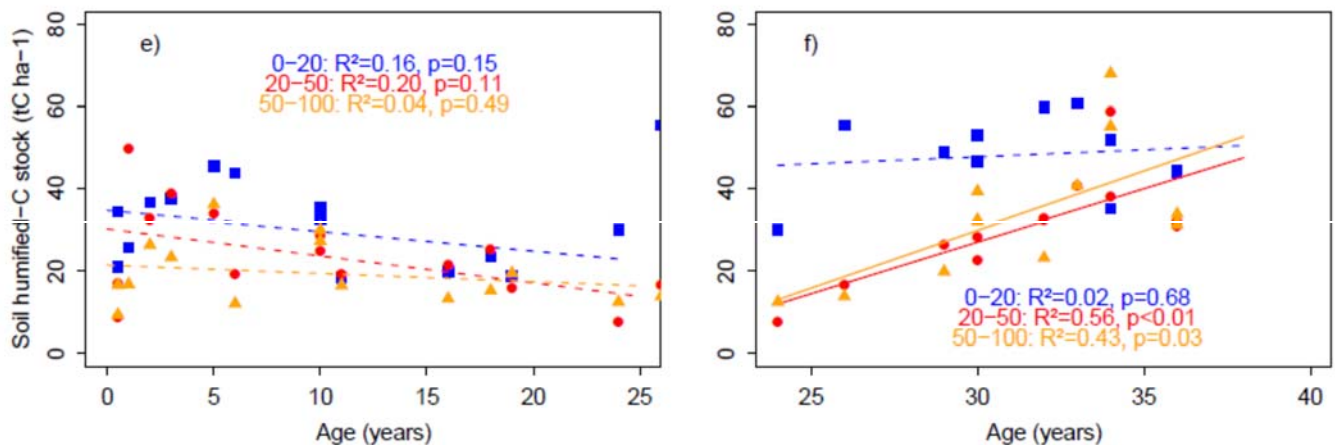 Soil humified−C stock (tC ha−1)
e)
0−20: R²=0.16, p=0.15
20−50: R²=0.20, p=0.11
50−100: R²=0.04, p=0.49
80
60
40
20
0
0 5 10 15 20 25
Age (years)
f)
80
60
40
20
0
0−20: R²=0.02, p=0.68
20−50: R²=0.56, p<0.01
50−100: R²=0.43, p=0.03
25 30 35 40
Age (years)